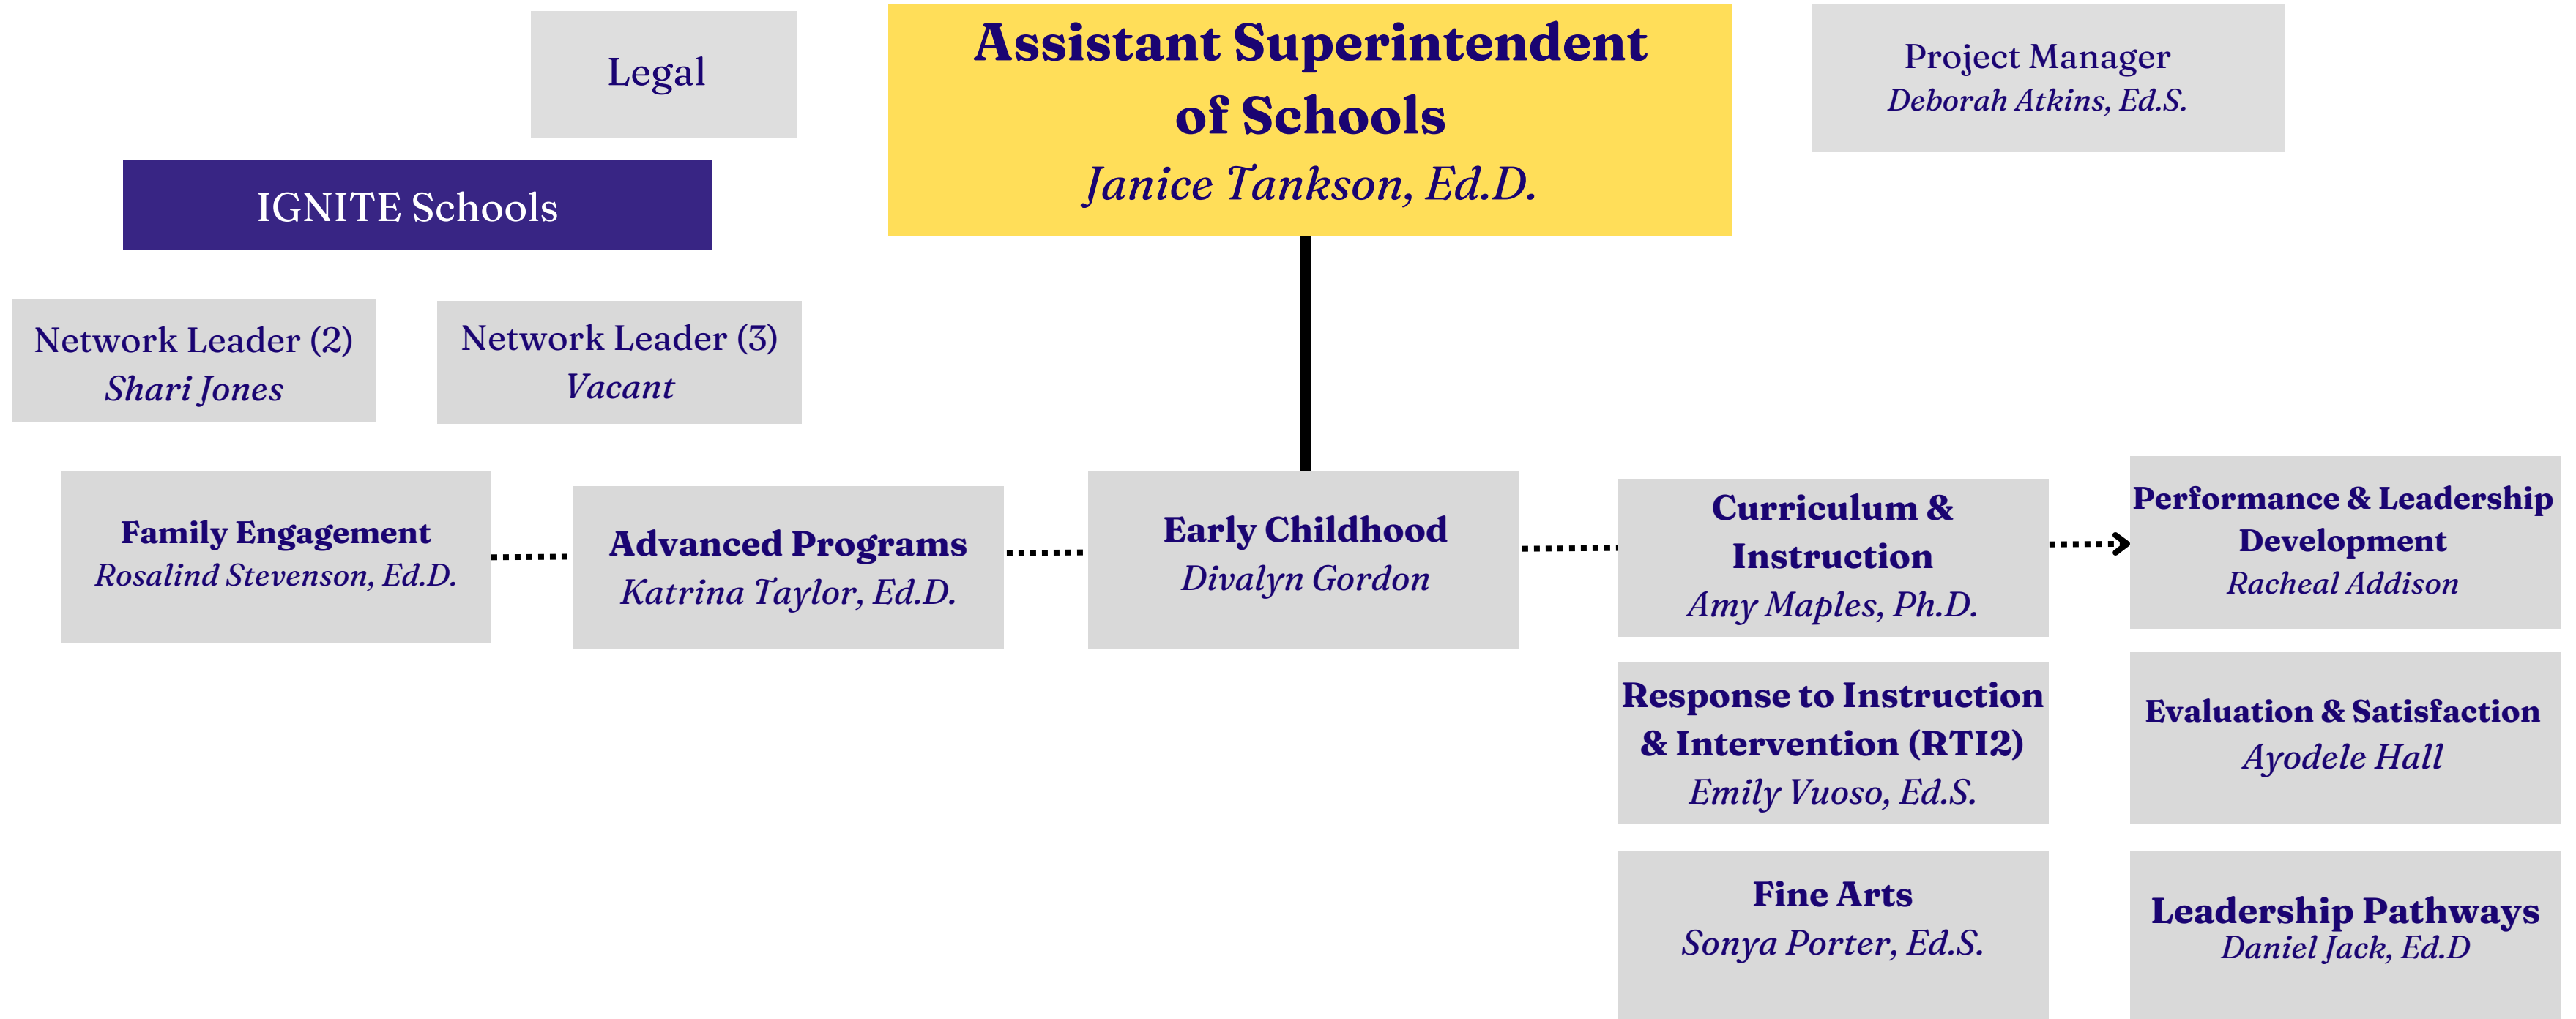 Legal
Assistant Superintendent
of Schools
Janice Tankson, Ed.D.
Project Manager
Deborah Atkins, Ed.S.
IGNITE Schools
Network Leader (2)
Shari Jones
Network Leader (3)
Vacant
Family Engagement
Rosalind Stevenson, Ed.D.
Advanced Programs
Katrina Taylor, Ed.D.
Early Childhood
Divalyn Gordon
Curriculum &
Instruction
Amy Maples, Ph.D.
Performance & Leadership
Development
Racheal Addison
Response to Instruction
& Intervention (RTI2)
Emily Vuoso, Ed.S.
Evaluation & Satisfaction
Ayodele Hall
Fine Arts
Sonya Porter, Ed.S.
Leadership Pathways
Daniel Jack, Ed.D